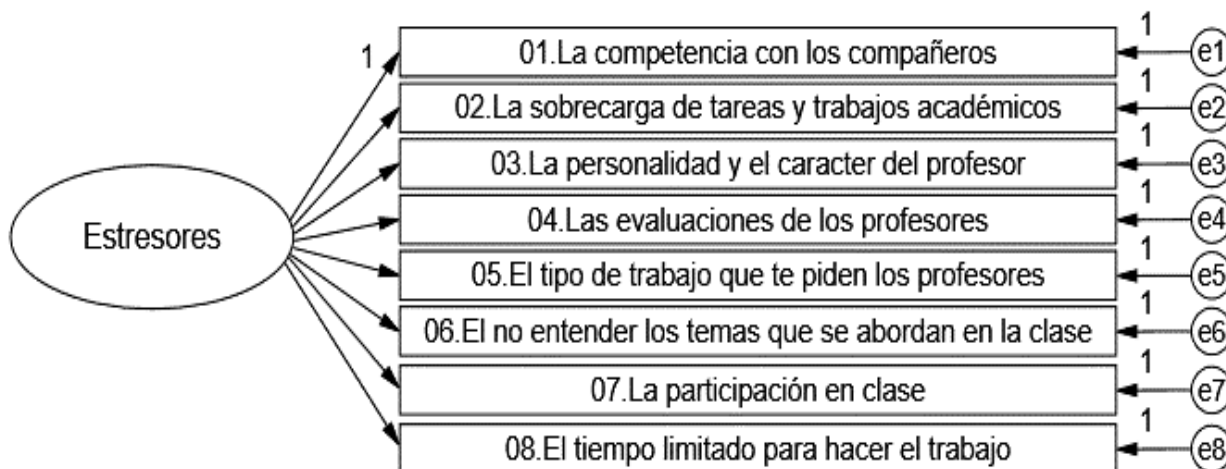 1
01.La competencia con los compañeros
1
e1
02.La sobrecarga de tareas y trabajos académicos
1
e2
03.La personalidad y el caracter del profesor
1
e3
Estresores
04.Las evaluaciones de los profesores
1
e4
05.El tipo de trabajo que te piden los profesores
1
e5
06.El no entender los temas que se abordan en la clase
1
e6
07.La participación en clase
1
e7
08.El tiempo limitado para hacer el trabajo
1
e8